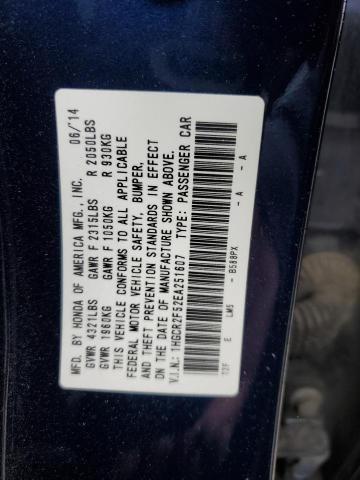 MFD. BY HONDA OF AMERICA MFG., INC. 06/'14
GVWR 4321LBS GAWR F 2315LBS R 2050LBS
GVWR 1960KG GAWR F 1050KG R 930KG
THIS VEHICLE CONFORMS TO ALL APPLICABLE
FEDERAL MOTOR VEHICLE SAFETY, BUMPER,
AND THEFT PREVENTION STANDARDS IN EFFECT
ON THE DATE OF MANUFACTURE SHOWN ABOVE.
V.I.N.: 1HGCR2F52EA251607 TYPE: PASSENGER CAR
E LM5 - B588PX - A - A